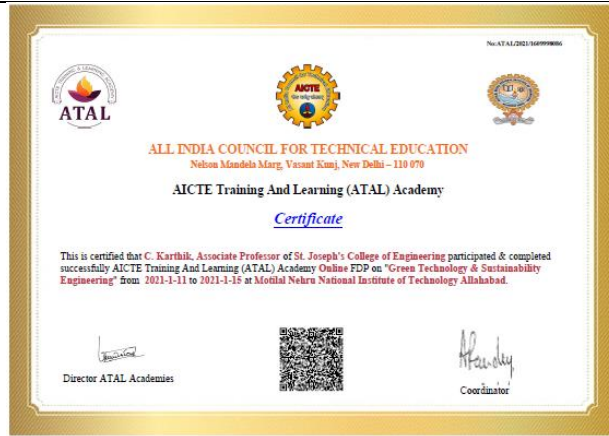 No:ATAL/2021/1609998086
ATAL
AICTE
ALL INDIA COUNCIL FOR TECHNICAL EDUCATION
Nelson Mandela Marg, Vasant Kunj, New Delhi – 110 070
AICTE Training And Learning (ATAL) Academy
Certificate
This is certified that C. Karthik, Associate Professor of St. Joseph's College of Engineering participated & completed
successfully AICTE Training And Learning (ATAL) Academy Online FDP on "Green Technology & Sustainability
Engineering" from 2021-1-11 to 2021-1-15 at Motilal Nehru National Institute of Technology Allahabad.
Director ATAL Academies
Coordinator